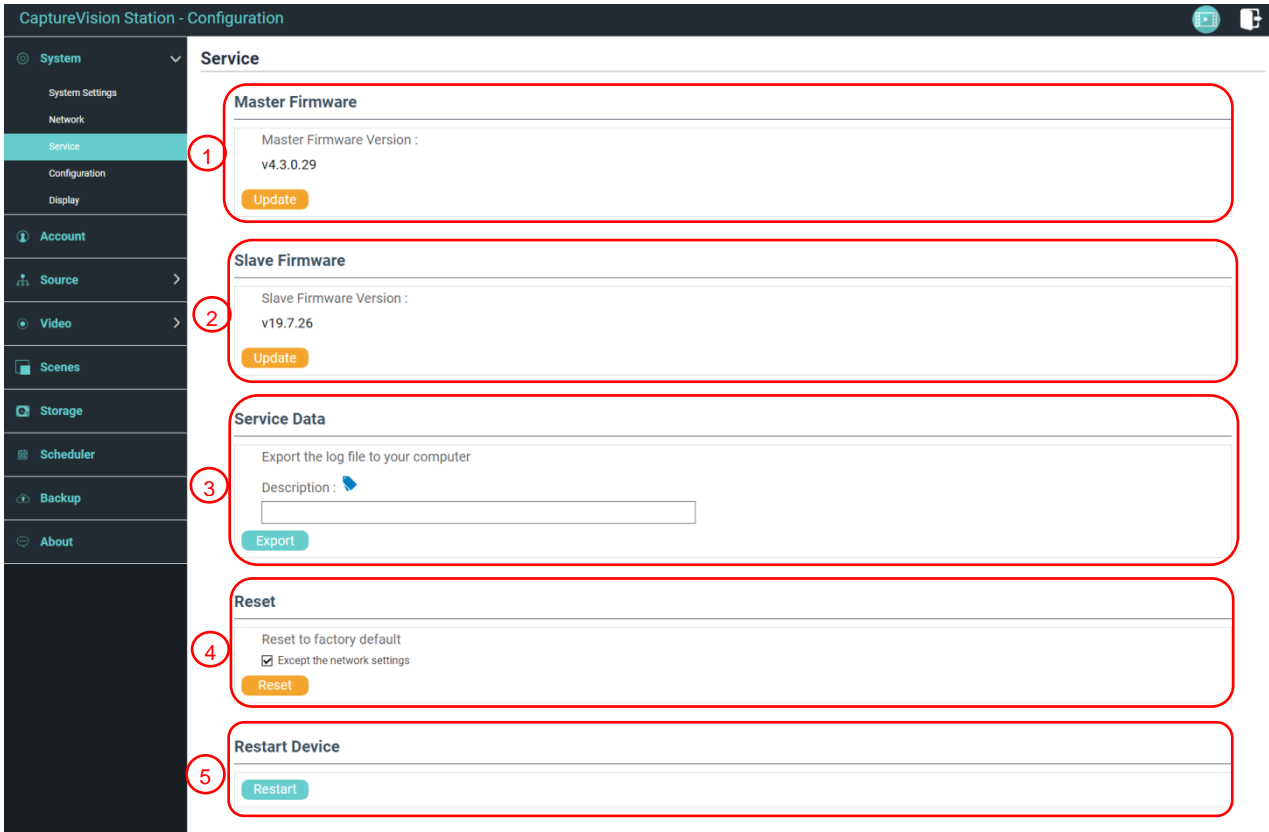 CaptureVision Station - Configuration
System
System Settings
Network
Service
Configuration
Display
Account
Source
Video
Scenes
Storage
Scheduler
Backup
About
Service
1
Master Firmware
Master Firmware Version :
v4.3.0.29
Update
2
Slave Firmware
Slave Firmware Version :
v19.7.26
Update
3
Service Data
Export the log file to your computer
Description :
Export
4
Reset
Reset to factory default
Except the network settings
Reset
5
Restart Device
Restart